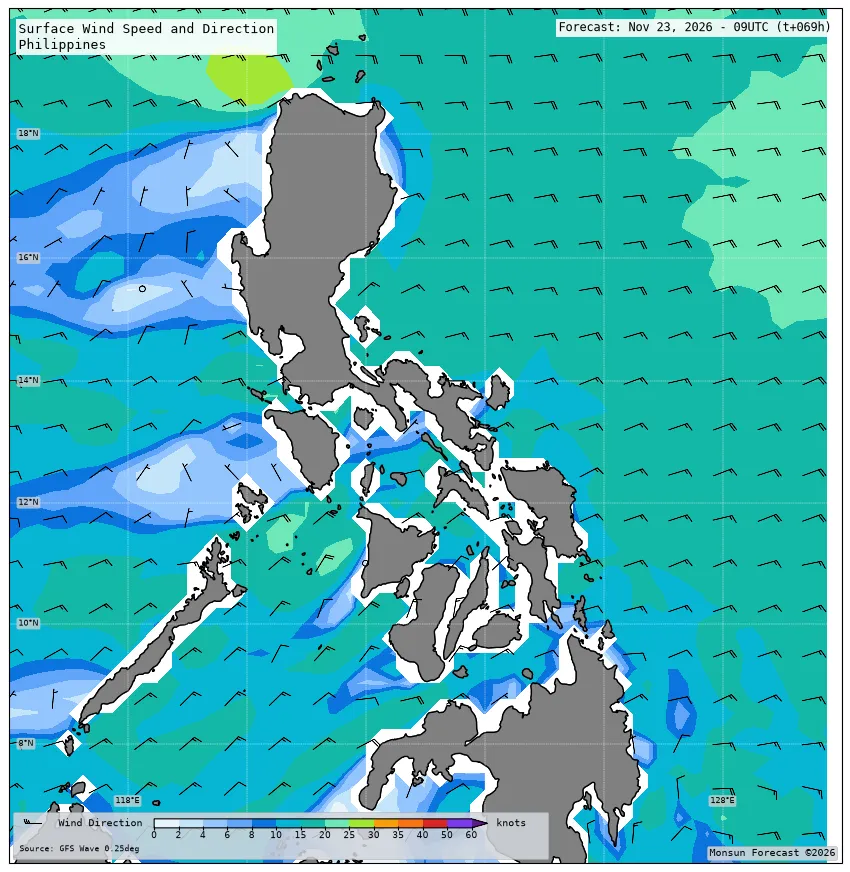 Surface Wind Speed and Direction
Philippines
Forecast: Nov 23, 2026 - 09UTC (t+069h)
18°N
16°N
14°N
12°N
10°N
8°N
118°E
128°E
Wind Direction
knots
0 2 4 6 8 10 15 20 25 30 35 40 50 60
Source: GFS Wave 0.25deg
Monsun Forecast ©2026